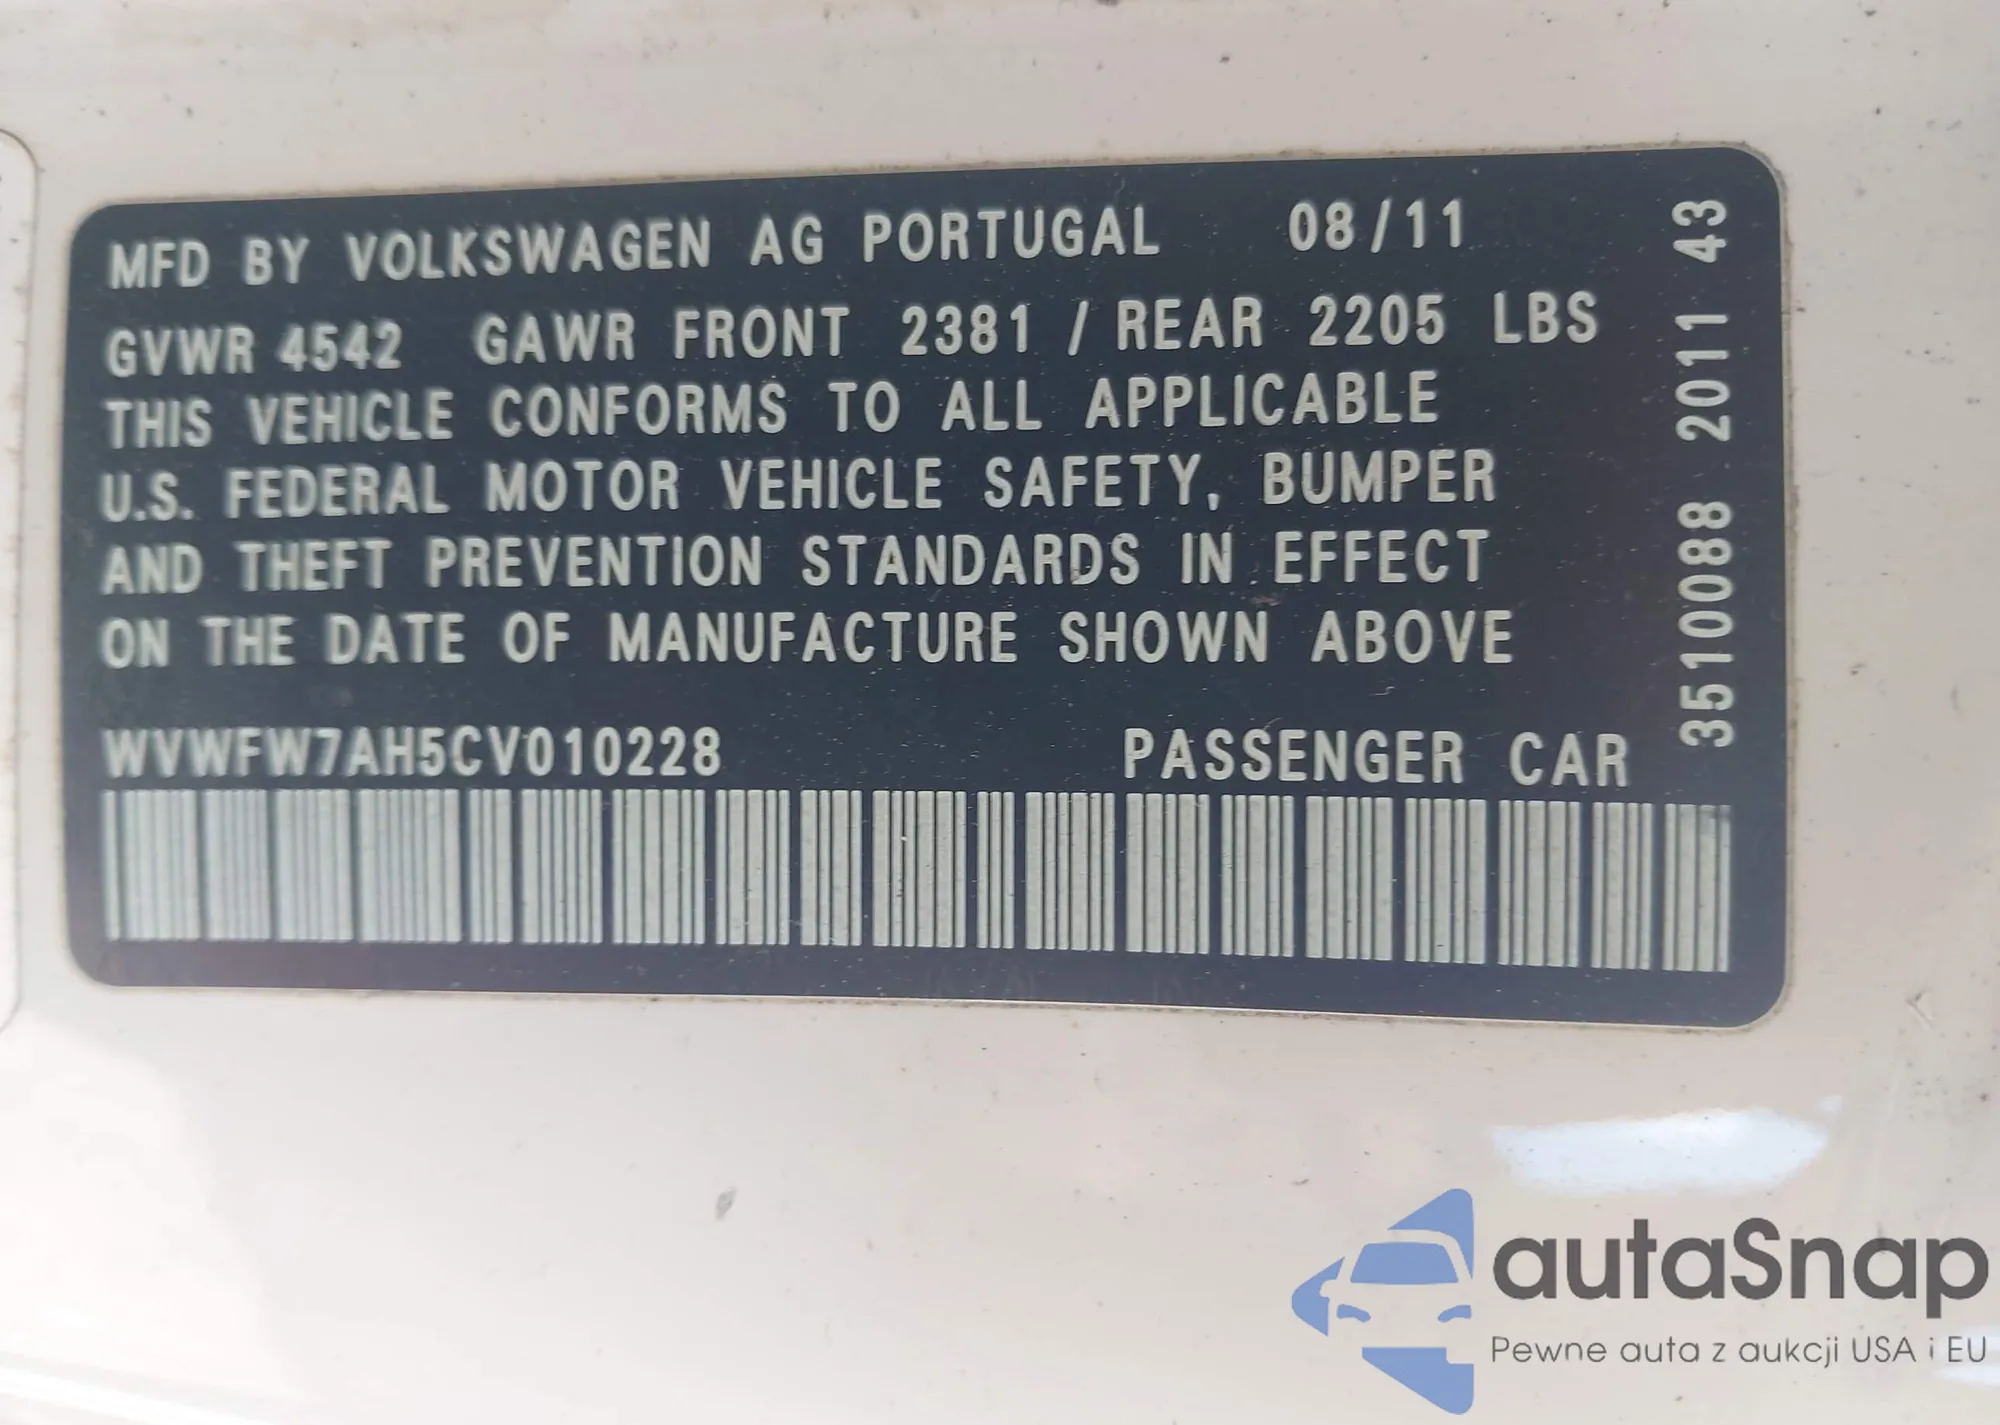 MFD BY VOLKSWAGEN AG PORTUGAL 08/11
GVWR 4542 GAWR FRONT 2381 / REAR 2205 LBS
THIS VEHICLE CONFORMS TO ALL APPLICABLE
U.S. FEDERAL MOTOR VEHICLE SAFETY, BUMPER
AND THEFT PREVENTION STANDARDS IN EFFECT
ON THE DATE OF MANUFACTURE SHOWN ABOVE
WVWFW7AH5CV010228 PASSENGER CAR
3510088 2011 43
autaSnap
Pewne auta z aukcji USA i EU